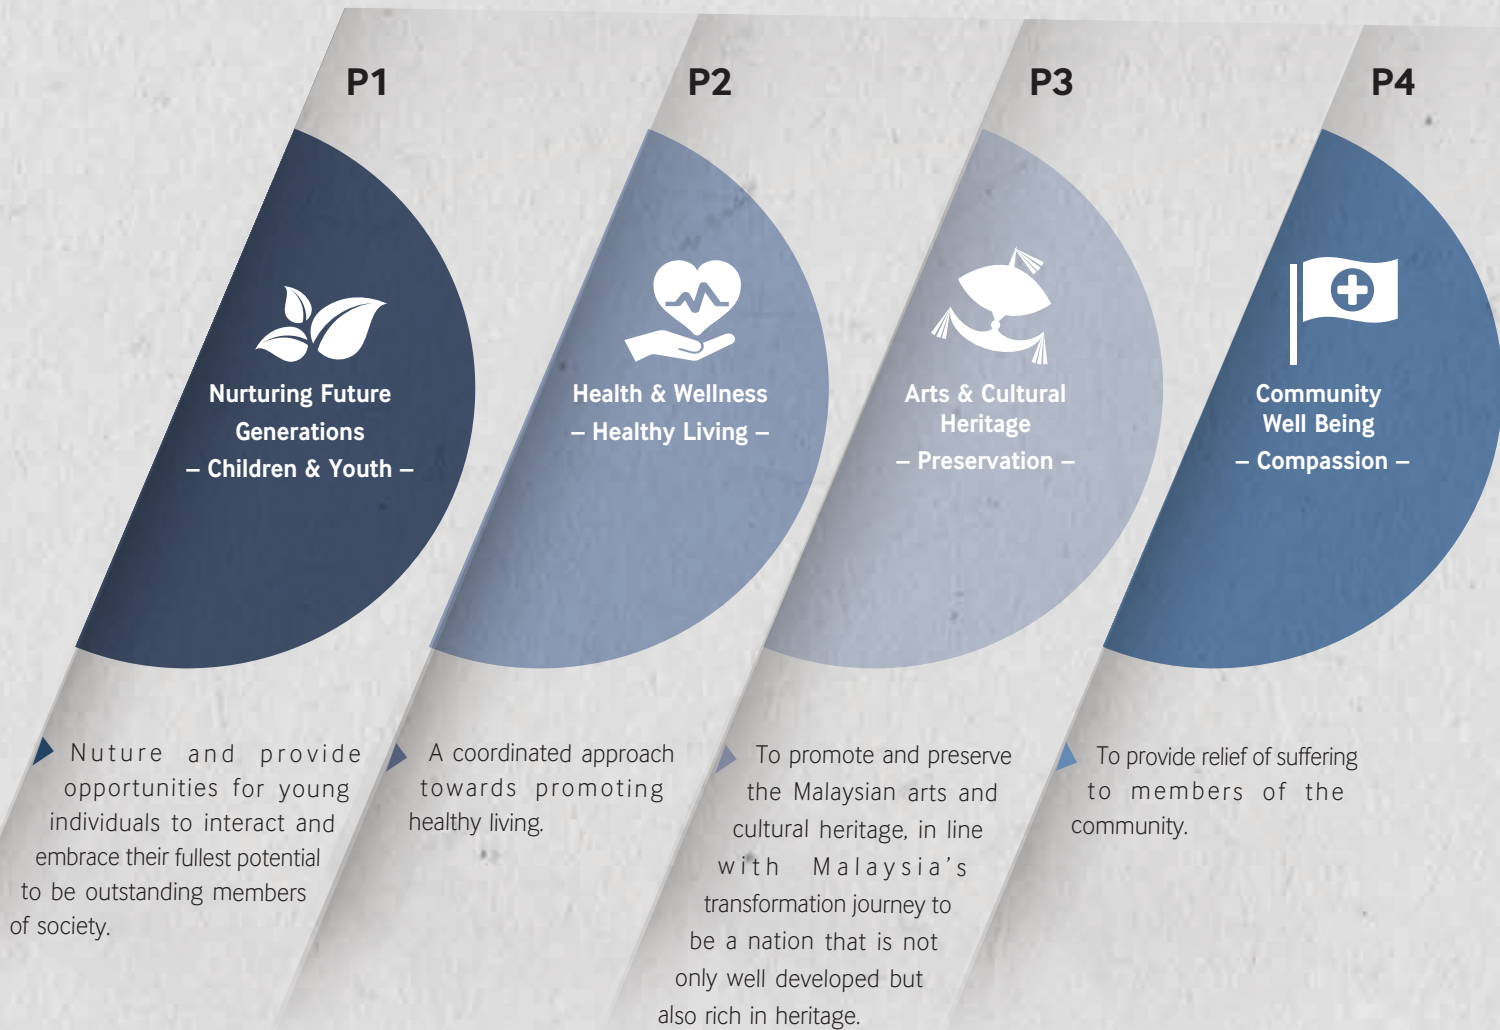 P1
Nurturing Future
Generations
– Children & Youth –
Nuture and provide
opportunities for young
individuals to interact and
embrace their fullest potential
to be outstanding members
of society.
P2
Health & Wellness
– Healthy Living –
A coordinated approach
towards promoting
healthy living.
P3
Arts & Cultural
Heritage
– Preservation –
To promote and preserve
the Malaysian arts and
cultural heritage, in line
with Malaysia's
transformation journey to
be a nation that is not
only well developed but
also rich in heritage.
P4
Community
Well Being
– Compassion –
To provide relief of suffering
to members of the
community.